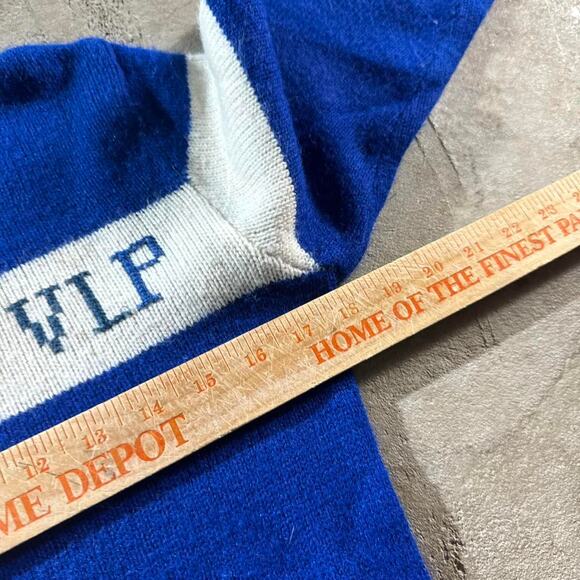 VLP
12 13 14 15 16 17 18 19 20 21 22 23
ME DEPOT HOME OF THE FINEST PA